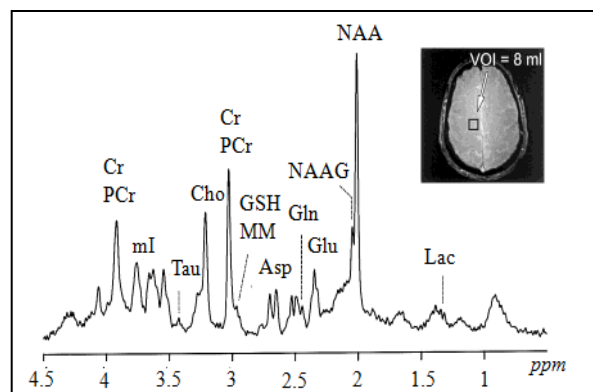 NAA
VOI = 8 ml
Cr
PCr
Cr
PCr
NAAG
Cho
GSH
MM
Gln
mI
Tau
Asp
Glu
Lac
4.5 4 3.5 3 2.5 2 1.5 1 ppm